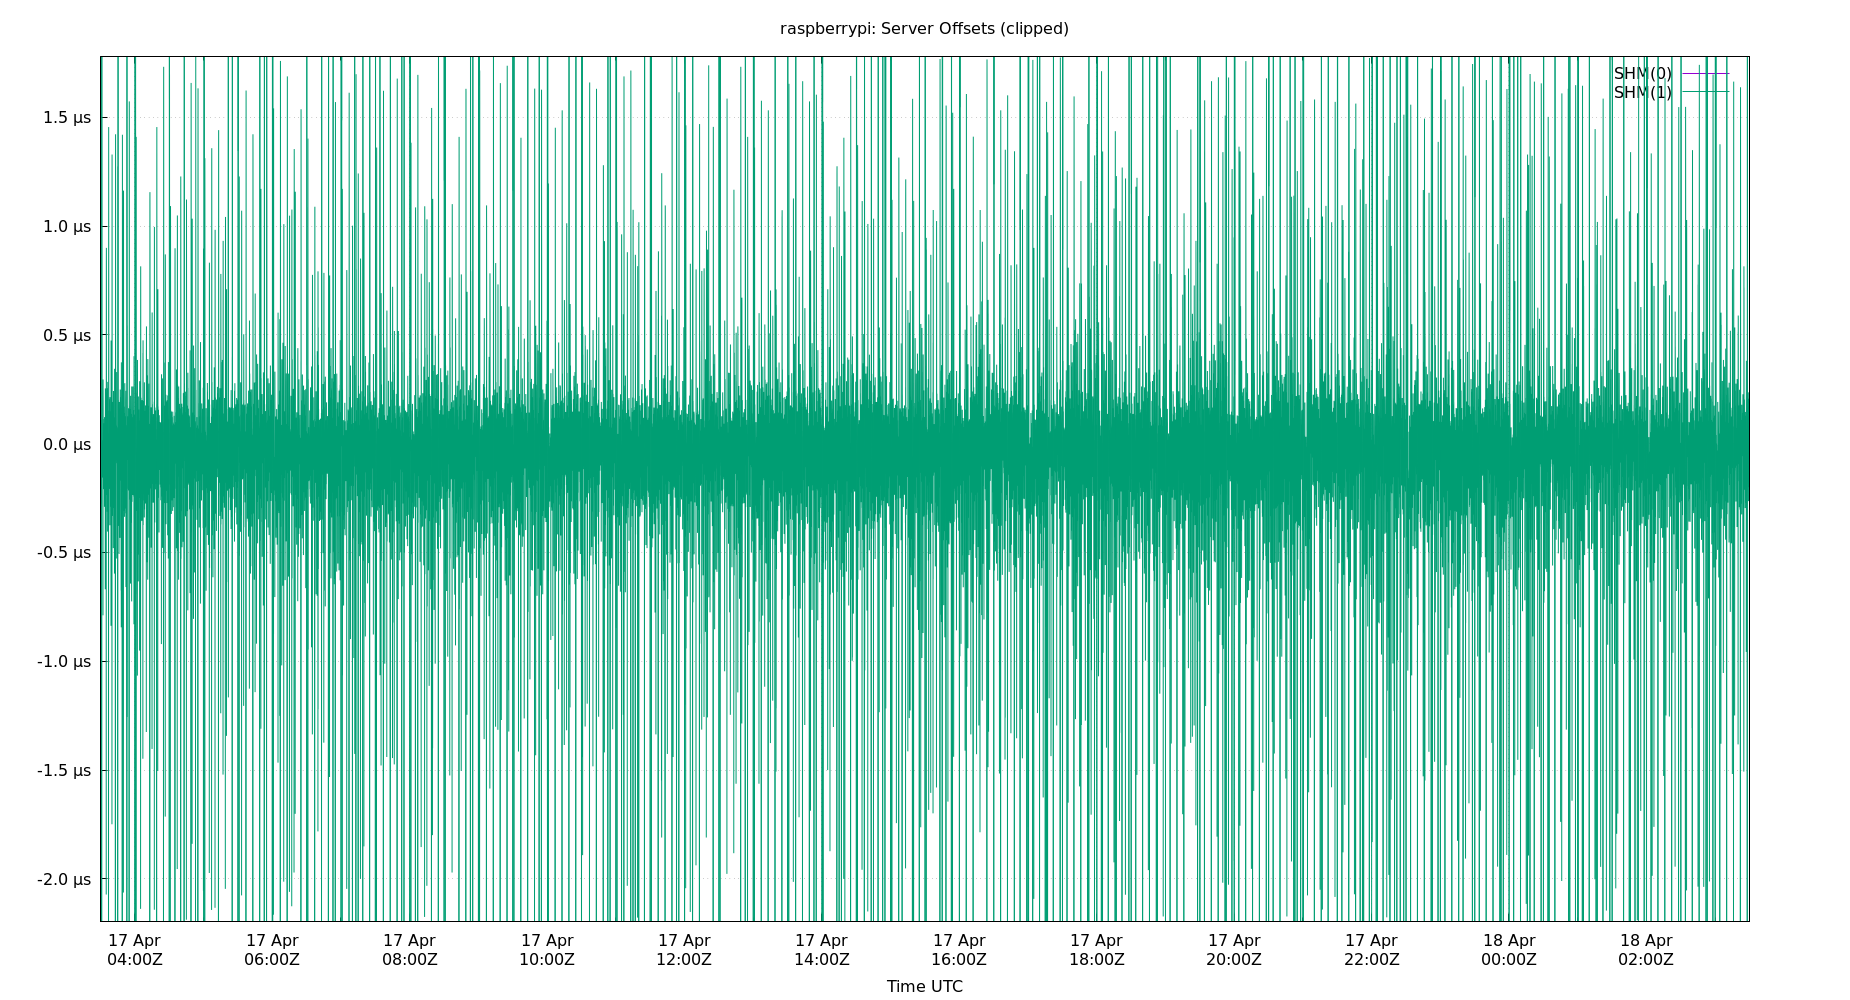 raspberrypi: Server Offsets (clipped)
SHM(0)
SHM(1)
1.5 µs
1.0 µs
0.5 µs
0.0 µs
-0.5 µs
-1.0 µs
-1.5 µs
-2.0 µs
17 Apr 17 Apr 17 Apr 17 Apr 17 Apr 17 Apr 17 Apr 17 Apr 17 Apr 17 Apr 18 Apr 18 Apr
04:00Z 06:00Z 08:00Z 10:00Z 12:00Z 14:00Z 16:00Z 18:00Z 20:00Z 22:00Z 00:00Z 02:00Z
Time UTC